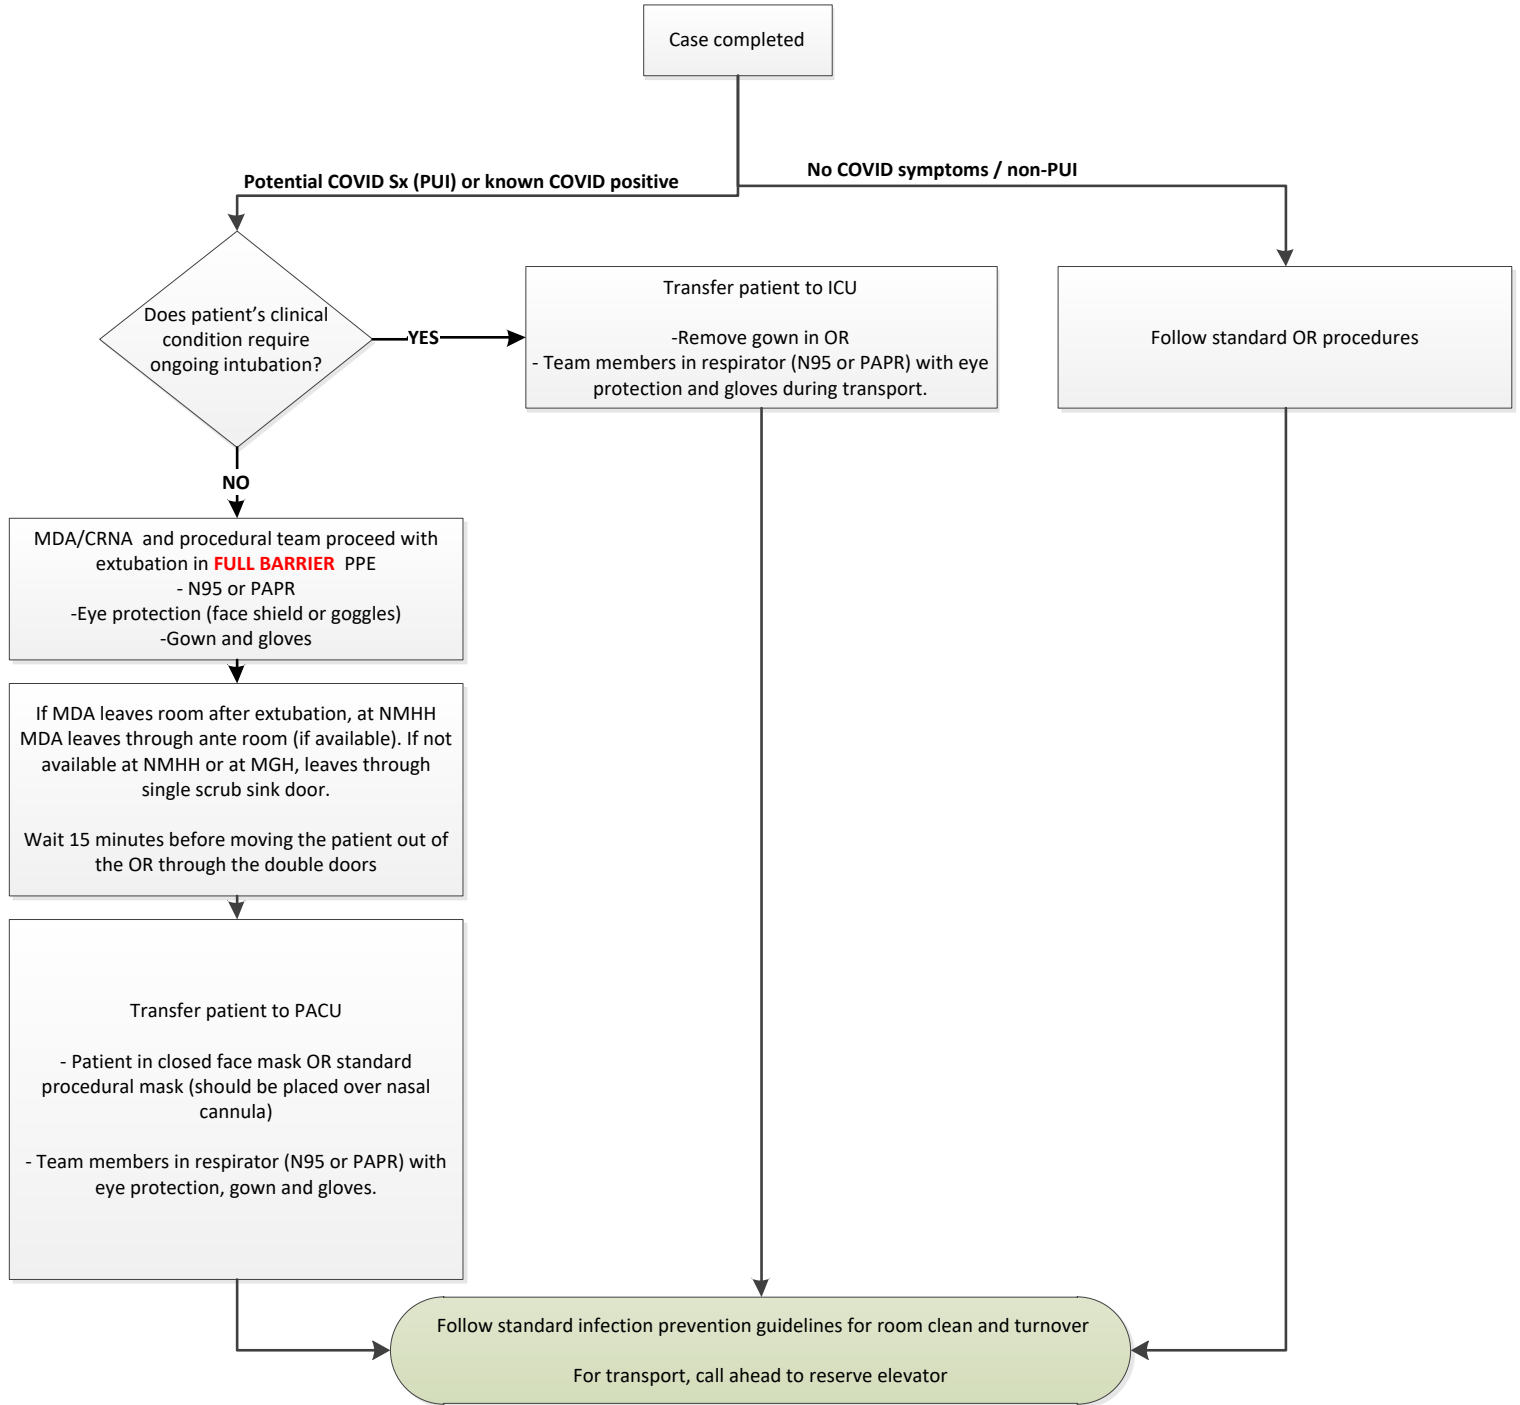 Case completed
Potential COVID Sx (PUI) or known COVID positive
No COVID symptoms / non-PUI
Does patient’s clinical
condition require
ongoing intubation?
YES
Transfer patient to ICU
-Remove gown in OR
- Team members in respirator (N95 or PAPR) with eye
protection and gloves during transport.
Follow standard OR procedures
NO
MDA/CRNA  and procedural team proceed with
extubation in FULL BARRIER  PPE
- N95 or PAPR
-Eye protection (face shield or goggles)
-Gown and gloves
If MDA leaves room after extubation, at NMHH
MDA leaves through ante room (if available). If not
available at NMHH or at MGH, leaves through
single scrub sink door.
Wait 15 minutes before moving the patient out of
the OR through the double doors
Transfer patient to PACU
- Patient in closed face mask OR standard
procedural mask (should be placed over nasal
cannula)
- Team members in respirator (N95 or PAPR) with
eye protection, gown and gloves.
Follow standard infection prevention guidelines for room clean and turnover
For transport, call ahead to reserve elevator